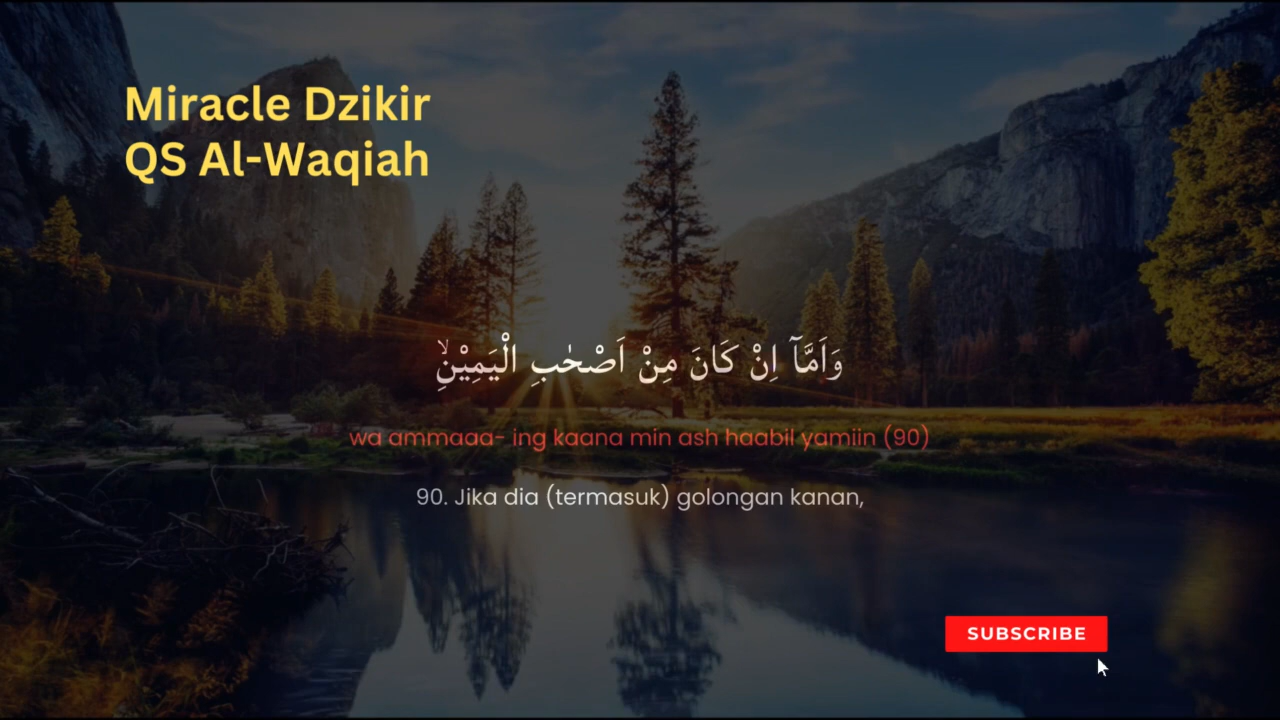 Miracle Dzikir
QS Al-Waqiah
وَاَمَّآ اِنْ كَانَ مِنْ اَصْحٰبِ الْيَمِيْنِۙ
wa ammaaa- ing kaana min ash haabil yamiin (90)
90. Jika dia (termasuk) golongan kanan,
SUBSCRIBE